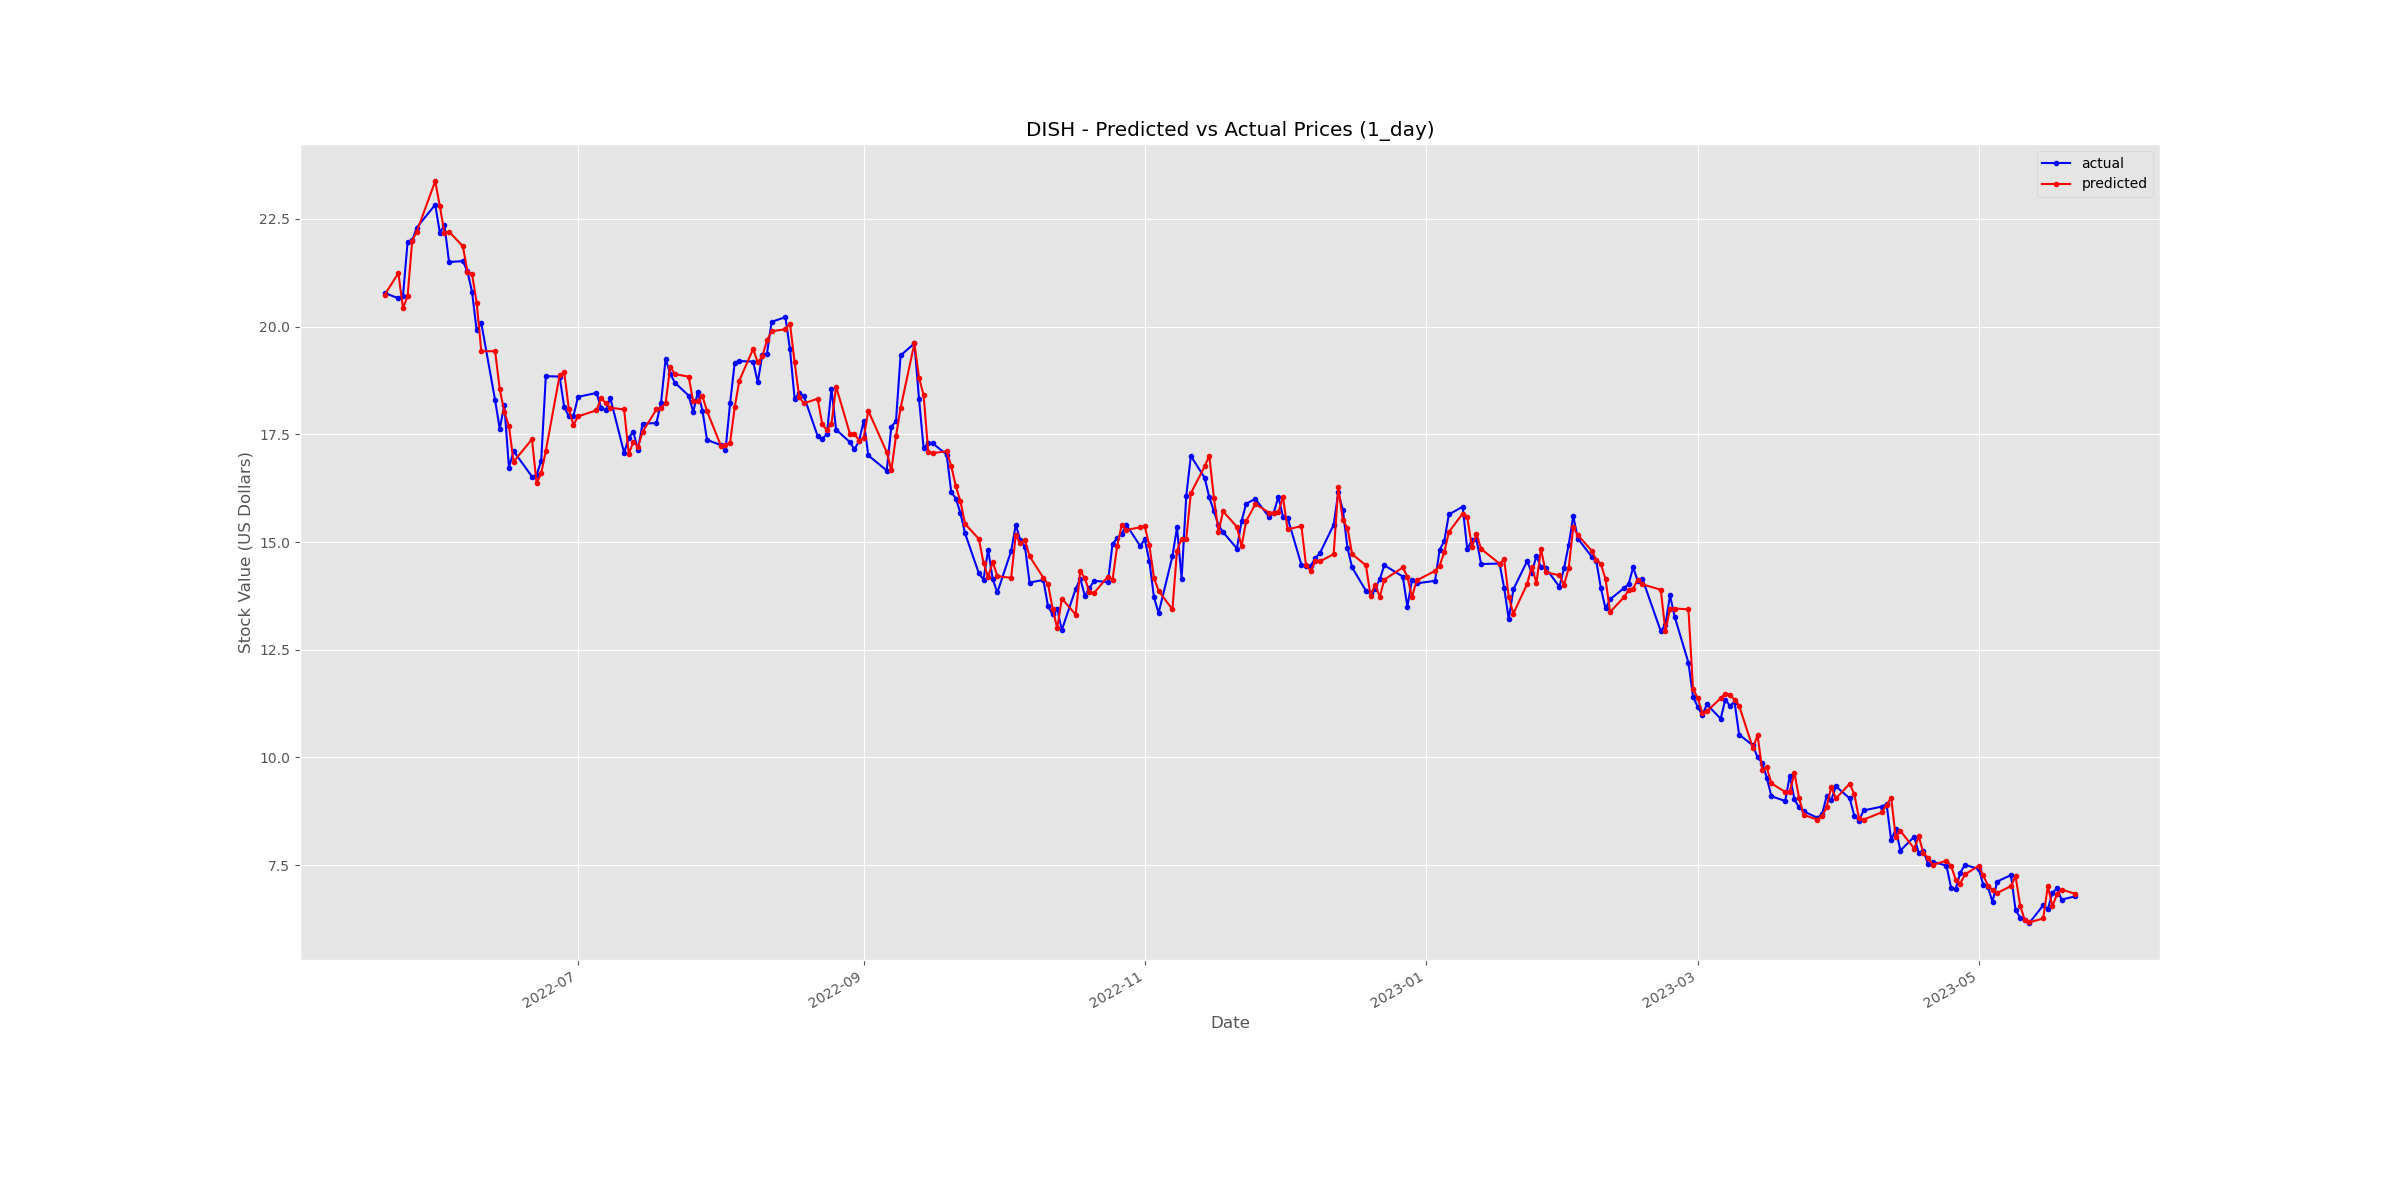 DISH - Predicted vs Actual Prices (1_day)
actual
predicted
Stock Value (US Dollars)
22.5
20.0
17.5
15.0
12.5
10.0
7.5
2022-07
2022-09
2022-11
2023-01
2023-03
2023-05
Date